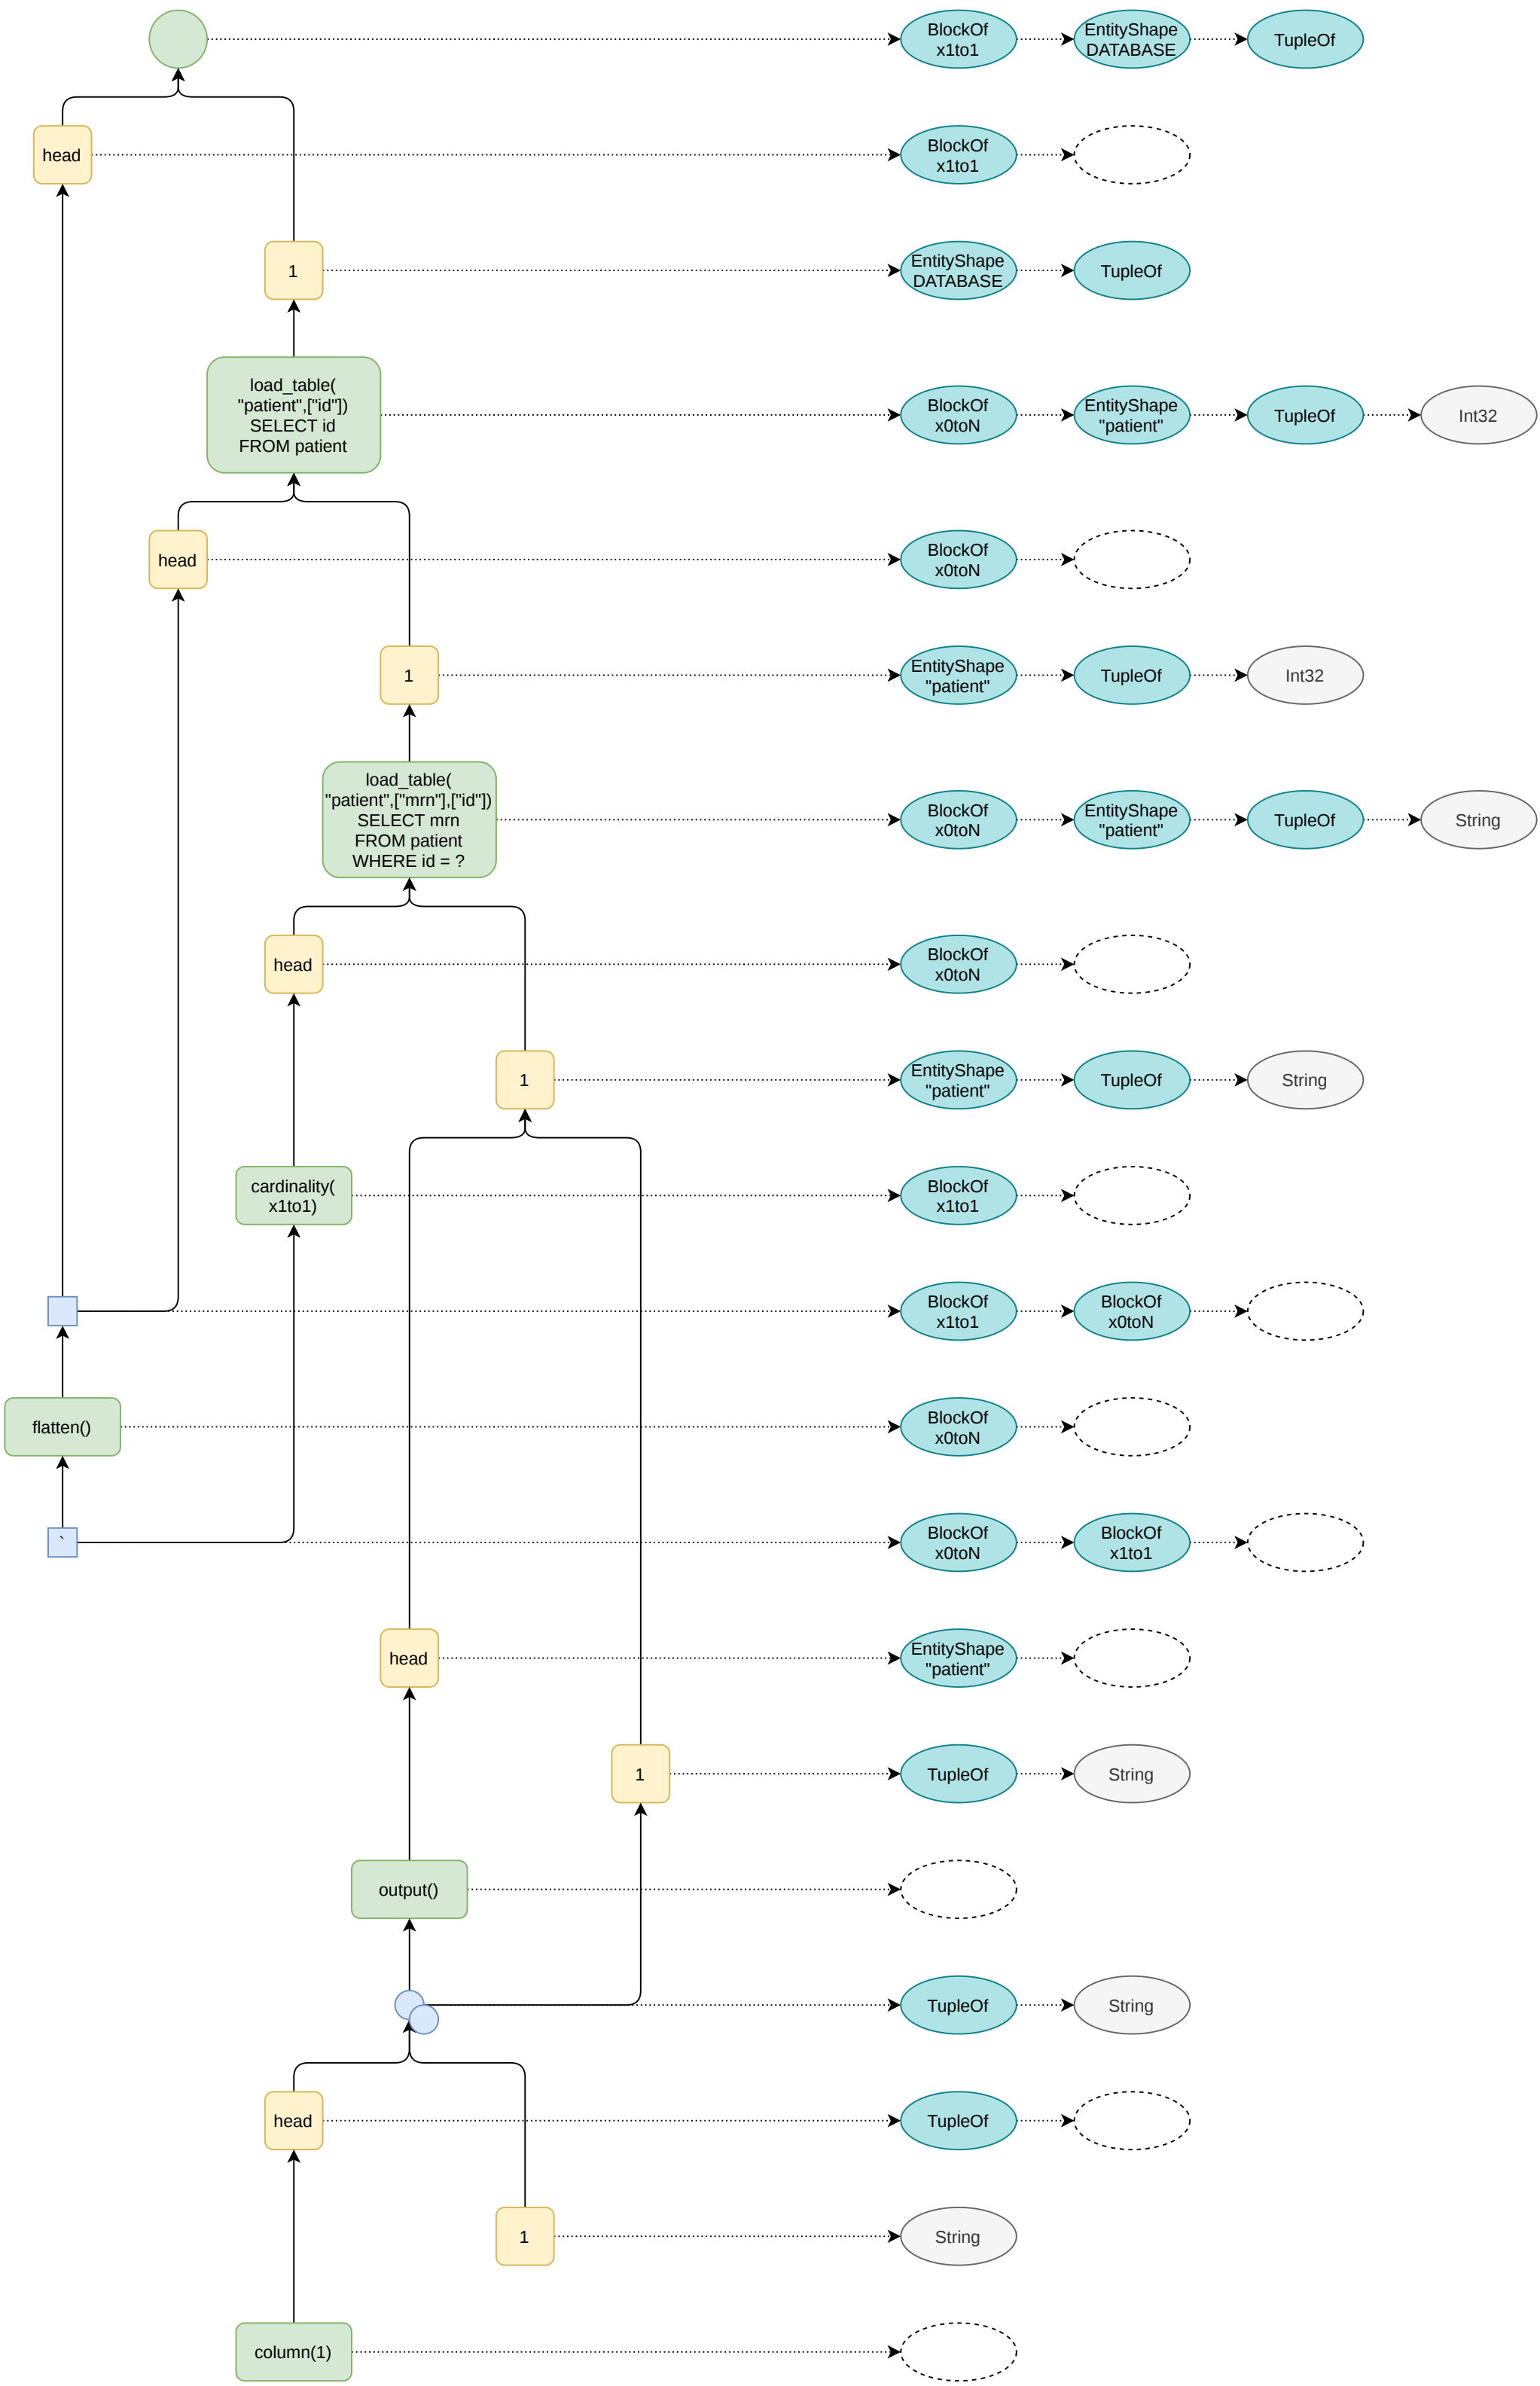 BlockOf
x1to1
EntityShape
DATABASE
TupleOf
head
BlockOf
x1to1
1
EntityShape
DATABASE
TupleOf
load_table(
"patient",["id"])
SELECT id
FROM patient
BlockOf
x0toN
EntityShape
"patient"
TupleOf
Int32
head
BlockOf
x0toN
1
EntityShape
"patient"
TupleOf
Int32
load_table(
"patient",["mrn"],["id"])
SELECT mrn
FROM patient
WHERE id = ?
BlockOf
x0toN
EntityShape
"patient"
TupleOf
String
head
BlockOf
x0toN
1
EntityShape
"patient"
TupleOf
String
cardinality(
x1to1)
BlockOf
x1to1
BlockOf
x1to1
BlockOf
x0toN
flatten()
BlockOf
x0toN
`
BlockOf
x0toN
BlockOf
x1to1
head
EntityShape
"patient"
1
TupleOf
String
output()
TupleOf
String
head
TupleOf
1
String
column(1)